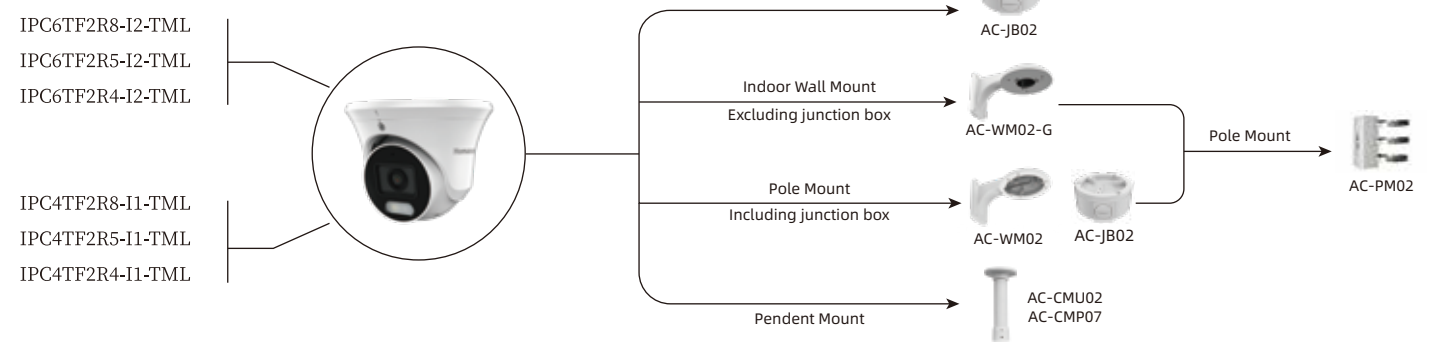 IPC6TF2R8-I2-TML
IPC6TF2R5-I2-TML
IPC6TF2R4-I2-TML
IPC4TF2R8-I1-TML
IPC4TF2R5-I1-TML
IPC4TF2R4-I1-TML
AC-JB02
Indoor Wall Mount
Excluding junction box
AC-WM02-G
Pole Mount
Including junction box
AC-WM02
AC-JB02
Pendent Mount
AC-CMU02
AC-CMP07
Pole Mount
AC-PM02